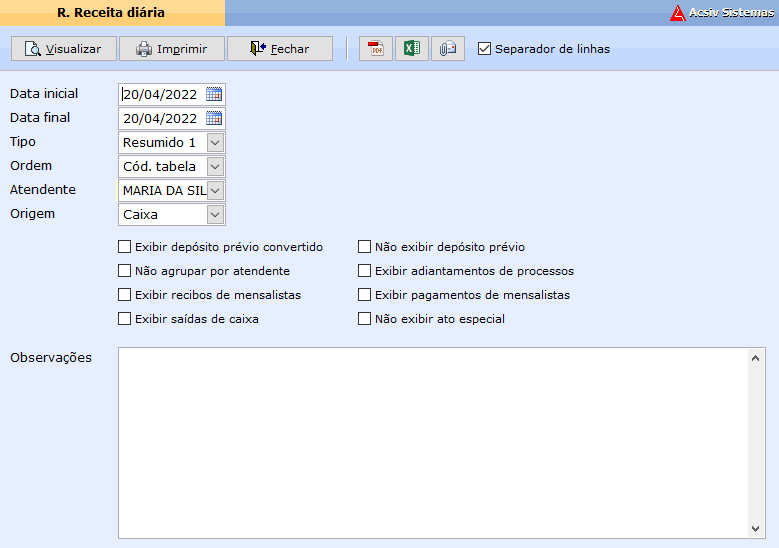 R. Receita diária
Acsiv Sistemas
Visualizar
Imprimir
Fechar
PDF
Separador de linhas
Data inicial
20/04/2022
Data final
20/04/2022
Tipo
Resumido 1
Ordem
Cód. tabela
Atendente
MARIA DA SIL
Origem
Caixa
Exibir depósito prévio convertido
Não exibir depósito prévio
Não agrupar por atendente
Exibir adiantamentos de processos
Exibir recibos de mensalistas
Exibir pagamentos de mensalistas
Exibir saídas de caixa
Não exibir ato especial
Observações